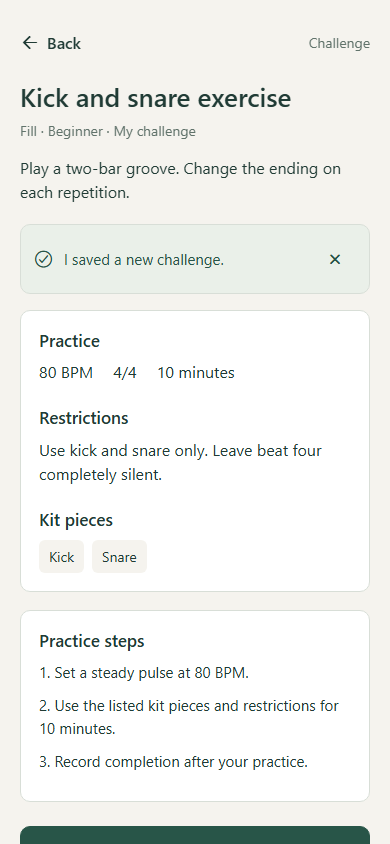 Back
Challenge
Kick and snare exercise
Fill · Beginner · My challenge
Play a two-bar groove. Change the ending on
each repetition.
I saved a new challenge.
Practice
80 BPM 4/4 10 minutes
Restrictions
Use kick and snare only. Leave beat four
completely silent.
Kit pieces
Kick Snare
Practice steps
1. Set a steady pulse at 80 BPM.
2. Use the listed kit pieces and restrictions for
10 minutes.
3. Record completion after your practice.